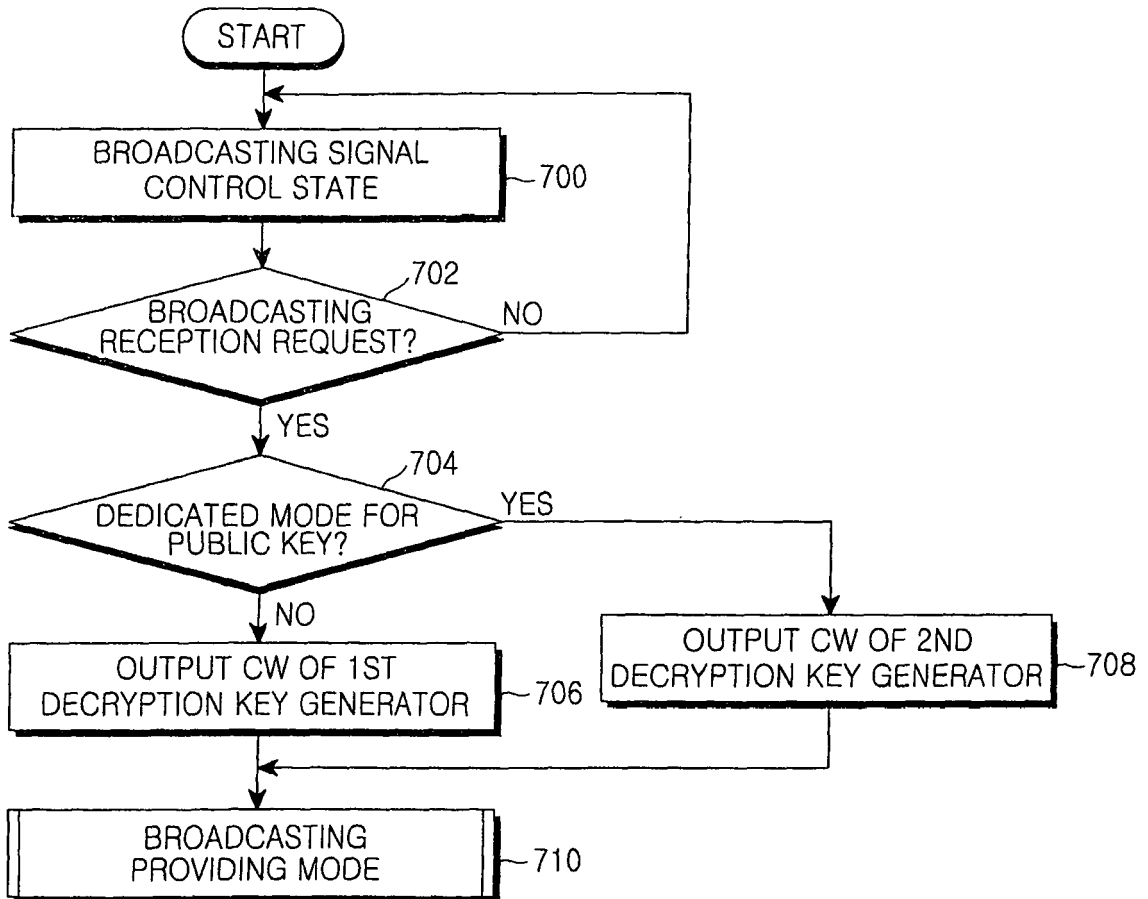 START
BROADCASTING SIGNAL
CONTROL STATE
700
702
BROADCASTING
RECEPTION REQUEST?
NO
YES
704
DEDICATED MODE FOR
PUBLIC KEY?
YES
NO
OUTPUT CW OF 1ST
DECRYPTION KEY GENERATOR
706
OUTPUT CW OF 2ND
DECRYPTION KEY GENERATOR
708
BROADCASTING
PROVIDING MODE
710